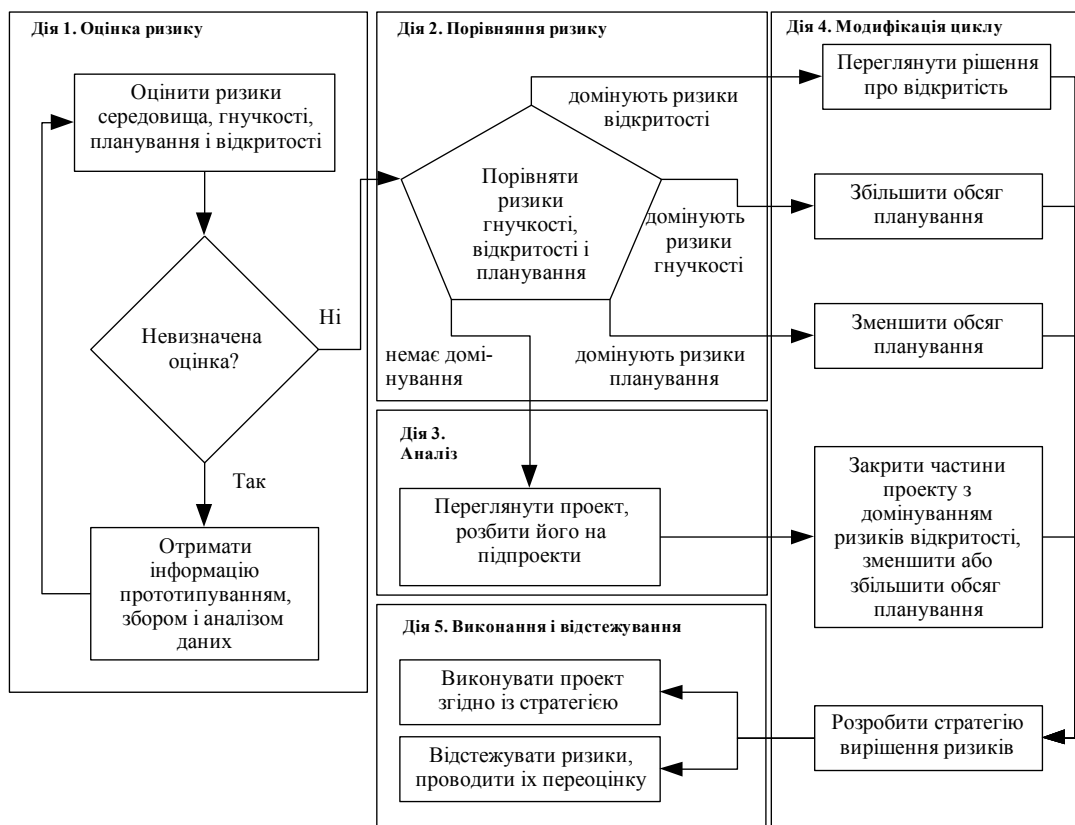 Дія 1. Оцінка ризику
Оцінити ризики
середовища, гнучкості,
планування і відкритості
Невизначена
оцінка?
Ні
Так
Отримати
інформацію
прототипуванням,
збором і аналізом
даних
Дія 2. Порівняння ризику
домінують ризики
відкритості
Порівняти
ризики
гнучкості,
відкритості і
планування
домінують
ризики
гнучкості
немає домі-
нування
домінують ризики
планування
Дія 3.
Аналіз
Переглянути проект,
розбити його на
підпроекти
Дія 4. Модифікація циклу
Переглянути рішення
про відкритість
Збільшити обсяг
планування
Зменшити обсяг
планування
Закрити частини
проекту з
домінуванням
ризиків відкритості,
зменшити або
збільшити обсяг
планування
Розробити стратегію
вирішення ризиків
Дія 5. Виконання і відстежування
Виконувати проект
згідно із стратегією
Відстежувати ризики,
проводити їх переоцінку